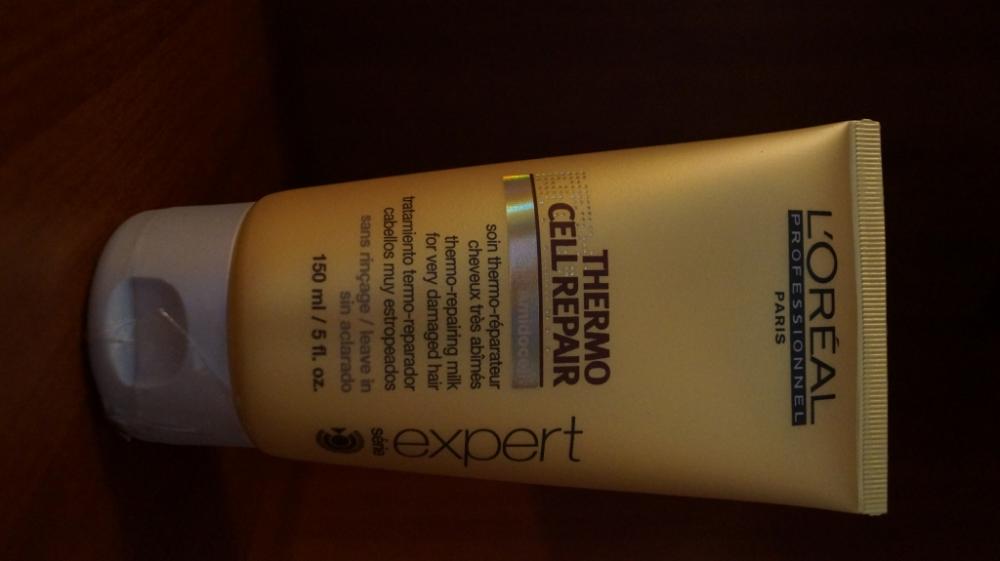 L'ORÉAL
PROFESSIONNEL
PARIS
THERMO
CELL REPAIR
soin thermo-réparateur
cheveux très abîmés
thermo-repairing milk
for very damaged hair
tratamiento termo-reparador
cabellos muy estropeados
sans rinçage / leave in
sin aclarado
150 ml / 5 fl. oz.
expert
série